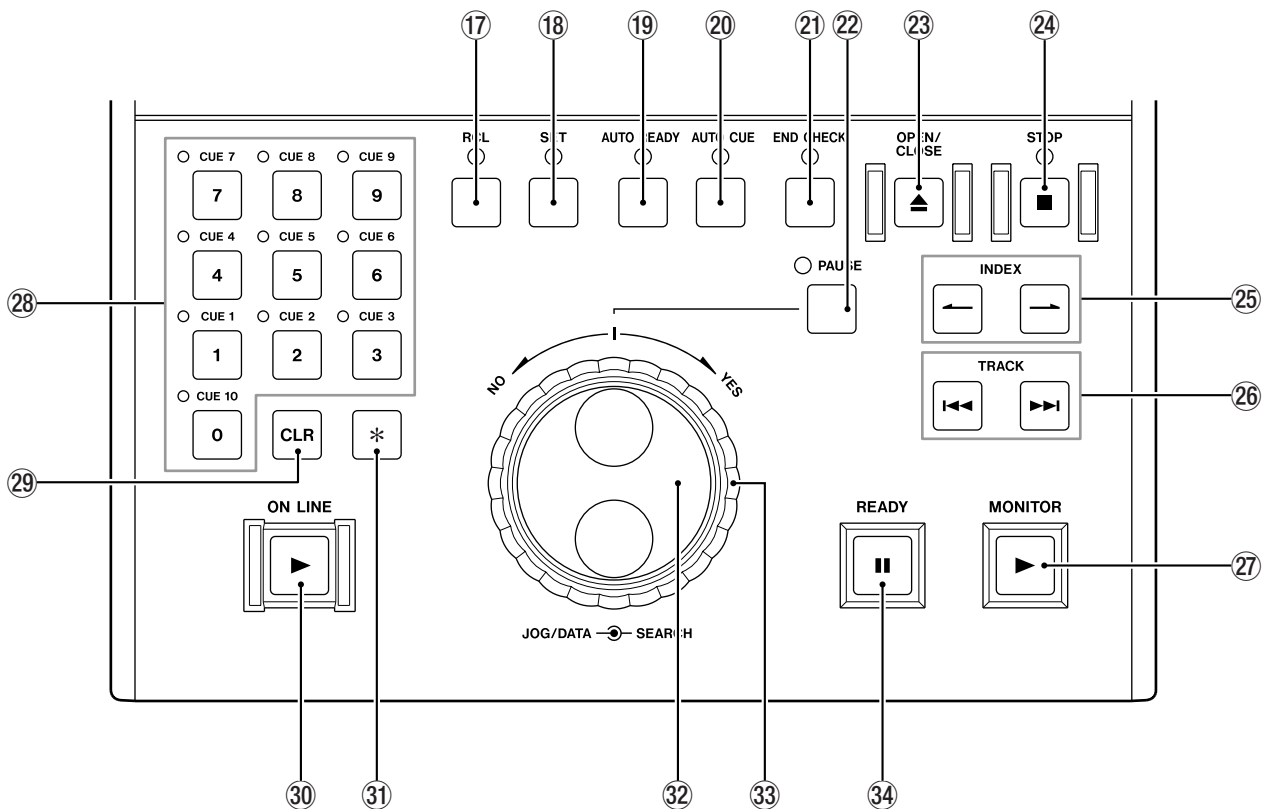 ⑰ ⑱ ⑲ ⑳ ㉑ ㉒ ㉓ ㉔
RCL SET AUTO READY AUTO CUE END CHECK OPEN/ STOP
CLOSE
CUE 7 CUE 8 CUE 9
7 8 9
CUE 4 CUE 5 CUE 6
4 5 6
PAUSE
INDEX
㉘ ㉕
CUE 1 CUE 2 CUE 3
1 2 3
NO YES
TRACK
㉖
CUE 10
0 CLR *
㉙
ON LINE
READY MONITOR
㉗
JOG/DATA SEARCH
㉚ ㉛ ㉜ ㉝ ㉞